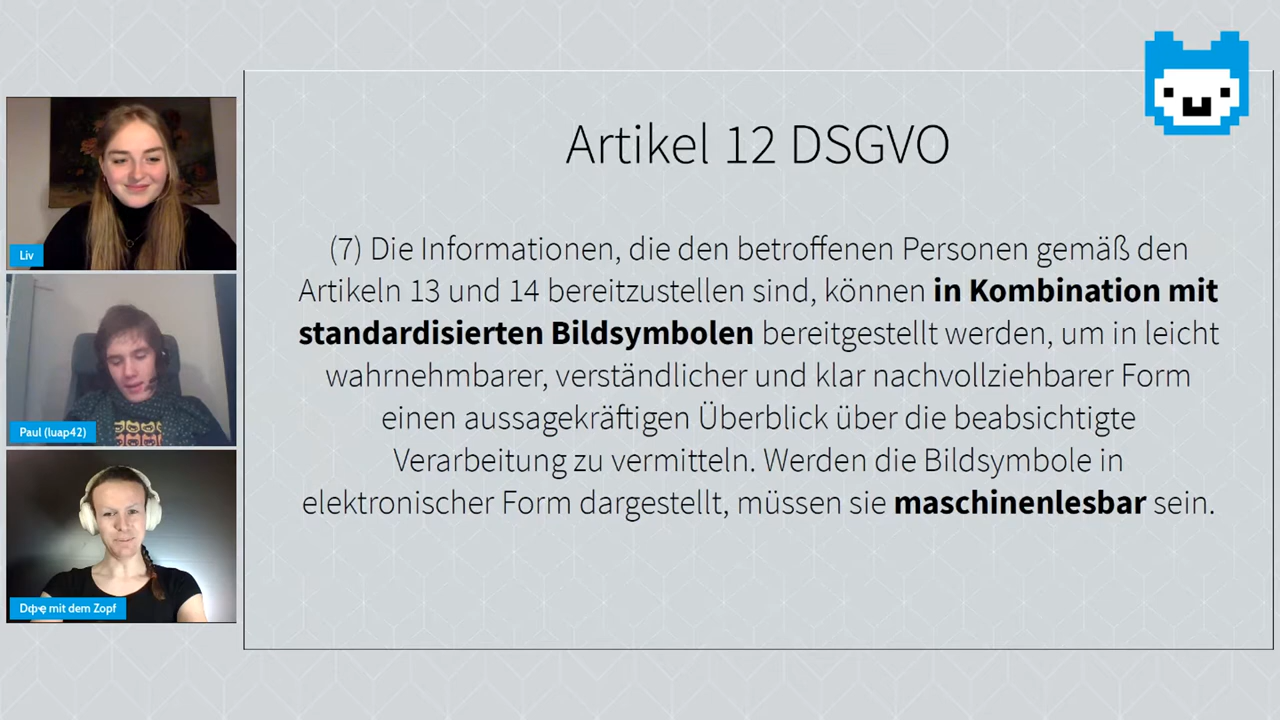 Artikel 12 DSGVO
(7) Die Informationen, die den betroffenen Personen gemäß den
Artikeln 13 und 14 bereitzustellen sind, können in Kombination mit
standardisierten Bildsymbolen bereitgestellt werden, um in leicht
wahrnehmbarer, verständlicher und klar nachvollziehbarer Form
einen aussagekräftigen Überblick über die beabsichtigte
Verarbeitung zu vermitteln. Werden die Bildsymbole in
elektronischer Form dargestellt, müssen sie maschinenlesbar sein.
Liv
Paul (luap42)
mit dem Zopf